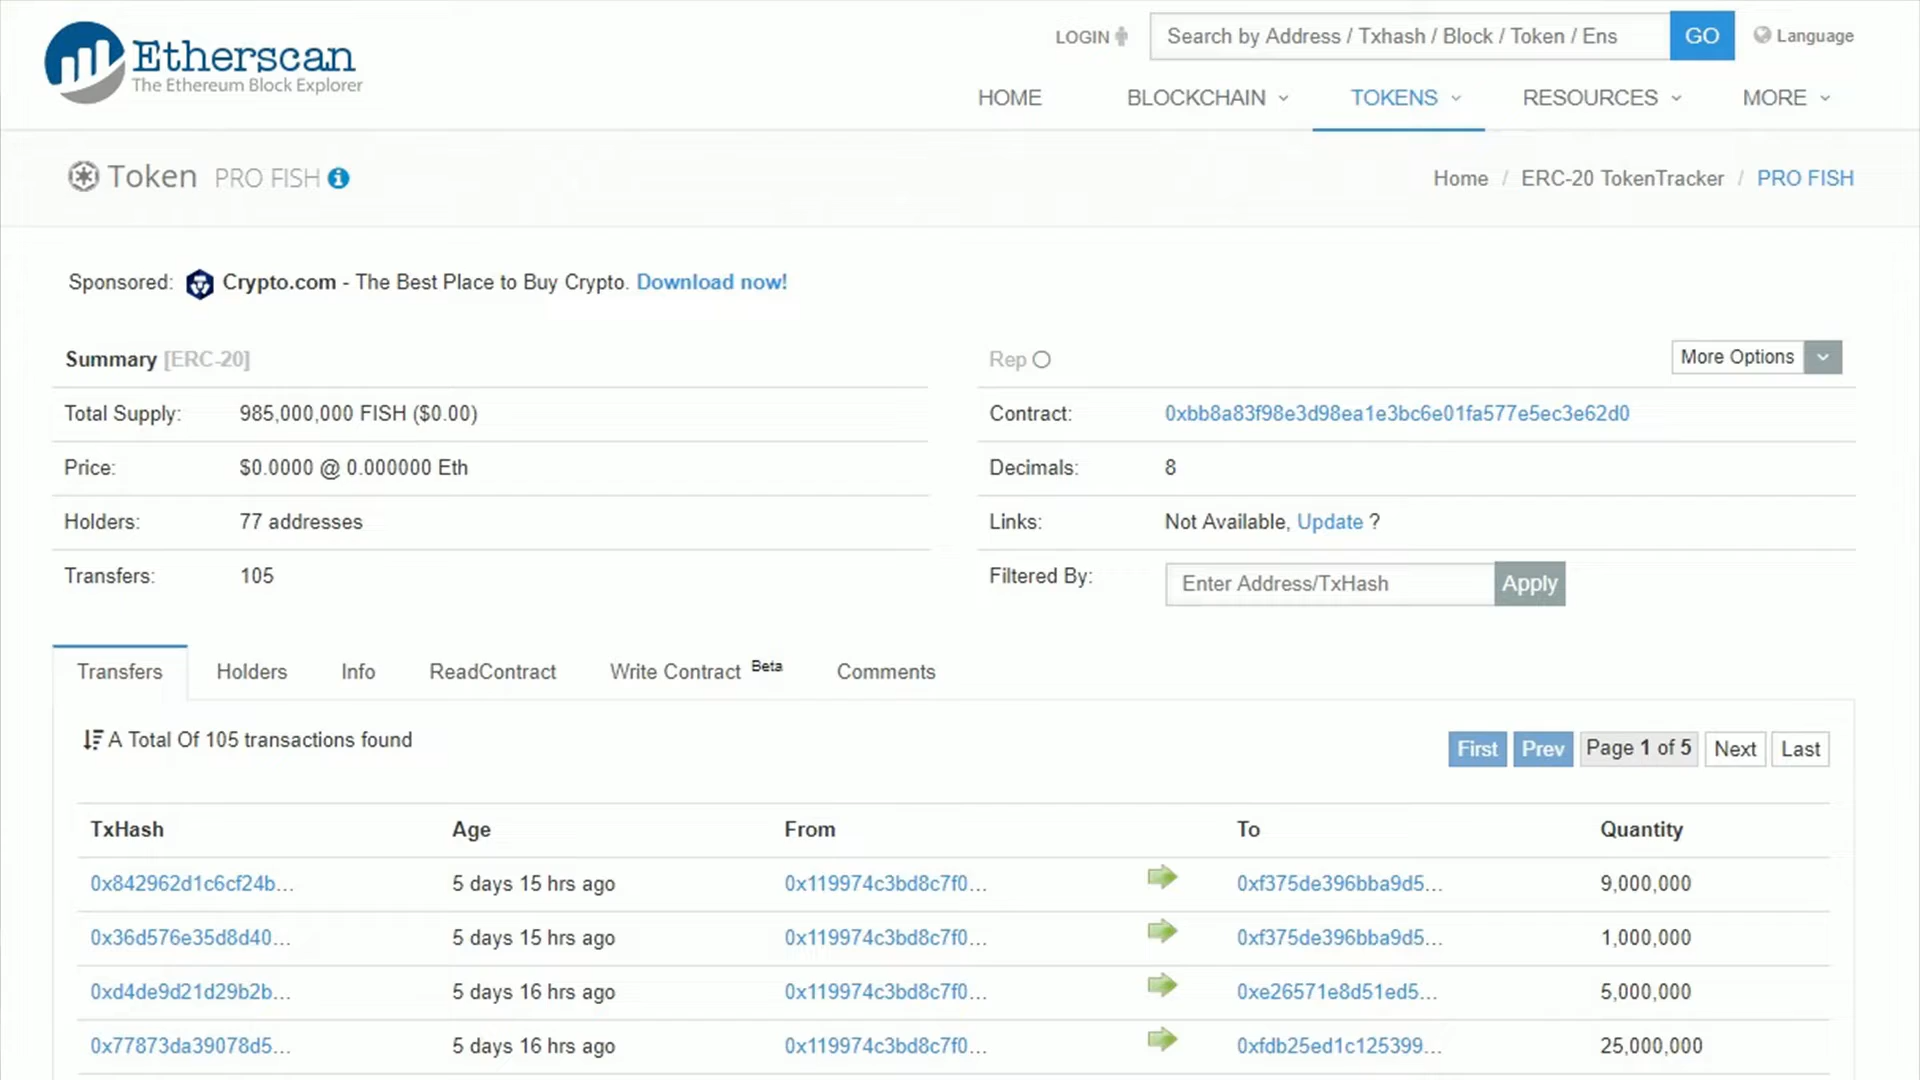 Etherscan
The Ethereum Block Explorer
LOGIN
Search by Address / Txhash / Block / Token / Ens
GO
Language
HOME
BLOCKCHAIN
TOKENS
RESOURCES
MORE
Token PRO FISH
Home / ERC-20 TokenTracker / PRO FISH
Sponsored: Crypto.com - The Best Place to Buy Crypto. Download now!
Summary [ERC-20]
Total Supply: 985,000,000 FISH ($0.00)
Price: $0.0000 @ 0.000000 Eth
Holders: 77 addresses
Transfers: 105
Rep
More Options
Contract: 0xbb8a83f98e3d98ea1e3bc6e01fa577e5ec3e62d0
Decimals: 8
Links: Not Available, Update ?
Filtered By: Enter Address/TxHash Apply
Transfers Holders Info ReadContract Write Contract Beta Comments
A Total Of 105 transactions found
First Prev Page 1 of 5 Next Last
TxHash Age From To Quantity
0x842962d1c6cf24b... 5 days 15 hrs ago 0x119974c3bd8c7f0... 0xf375de396bba9d5... 9,000,000
0x36d576e35d8d40... 5 days 15 hrs ago 0x119974c3bd8c7f0... 0xf375de396bba9d5... 1,000,000
0xd4de9d21d29b2b... 5 days 16 hrs ago 0x119974c3bd8c7f0... 0xe26571e8d51ed5... 5,000,000
0x77873da39078d5... 5 days 16 hrs ago 0x119974c3bd8c7f0... 0xfdb25ed1c125399... 25,000,000